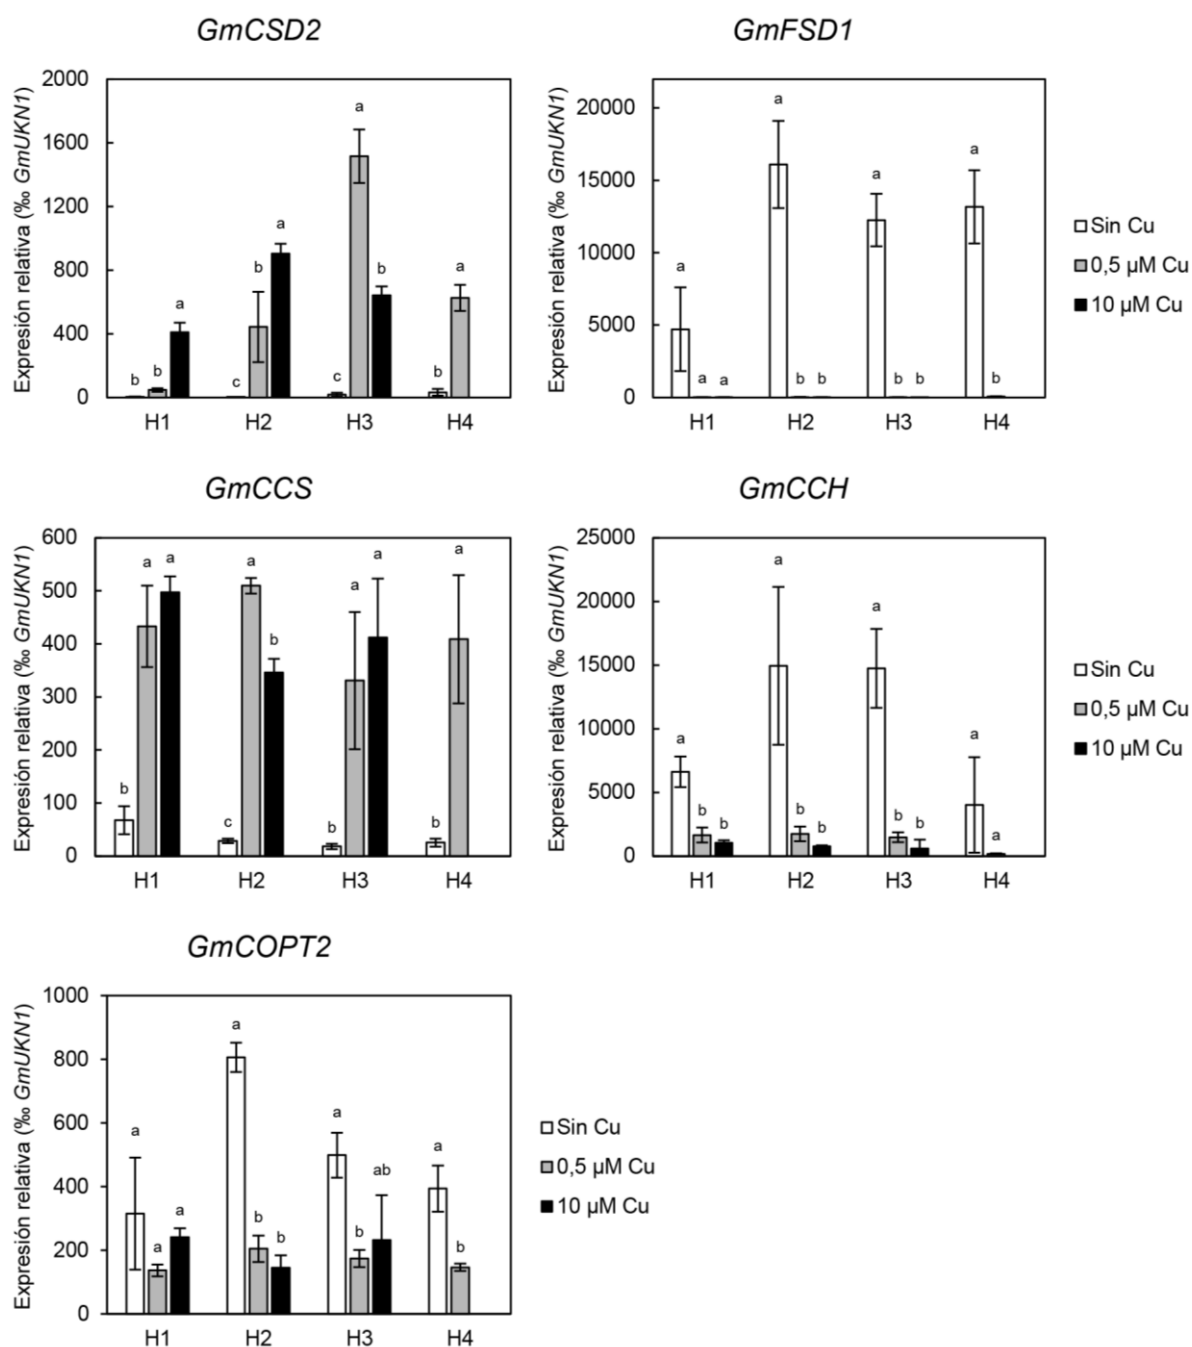 GmCSD2
Expresión relativa (‰ GmUKN1)
2000
1600
1200
800
400
0
b b a
c b a
c a b
b a
H1 H2 H3 H4
GmFSD1
Expresión relativa (‰ GmUKN1)
20000
15000
10000
5000
0
a a a
a b b
a b b
a b
H1 H2 H3 H4
Sin Cu
0,5 µM Cu
10 µM Cu
GmCCS
Expresión relativa (‰ GmUKN1)
600
500
400
300
200
100
0
b a a
c a b
b a a
b a
H1 H2 H3 H4
GmCCH
Expresión relativa (‰ GmUKN1)
25000
20000
15000
10000
5000
0
a b b
a b b
a b b
a a
H1 H2 H3 H4
Sin Cu
0,5 µM Cu
10 µM Cu
GmCOPT2
Expresión relativa (‰ GmUKN1)
1000
800
600
400
200
0
a a a
a b b
a b ab
a b
H1 H2 H3 H4
Sin Cu
0,5 µM Cu
10 µM Cu